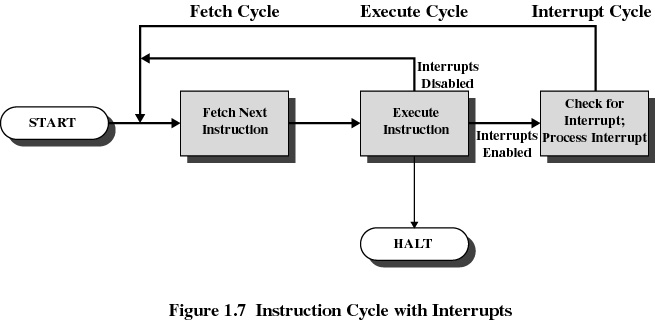 Fetch Cycle
Execute Cycle
Interrupt Cycle
Interrupts
Disabled
START
Fetch Next
Instruction
Execute
Instruction
Interrupts
Enabled
Check for
Interrupt;
Process Interrupt
HALT
Figure 1.7 Instruction Cycle with Interrupts